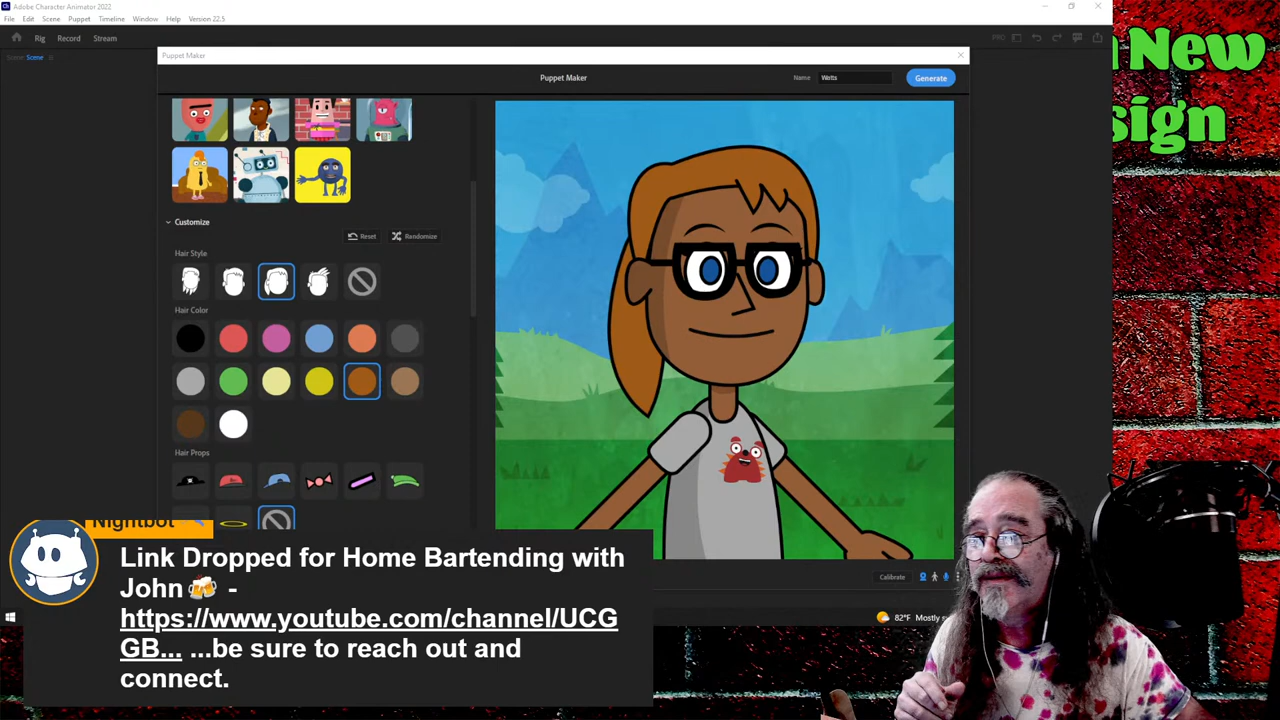 Adobe Character Animator 2022
File Edit Scene Puppet Timeline Window Help Version 22.5
Rig Record Stream
PRO
Scene: Scene
Puppet Maker
Puppet Maker
Name Wetts
Generate
Customize
Reset Randomize
Hair Style
Hair Color
Hair Props
Calibrate
82°F Mostly
New
sign
Nightbot
Link Dropped for Home Bartending with
John🍻 -
https://www.youtube.com/channel/UCG
GB... ...be sure to reach out and
connect.